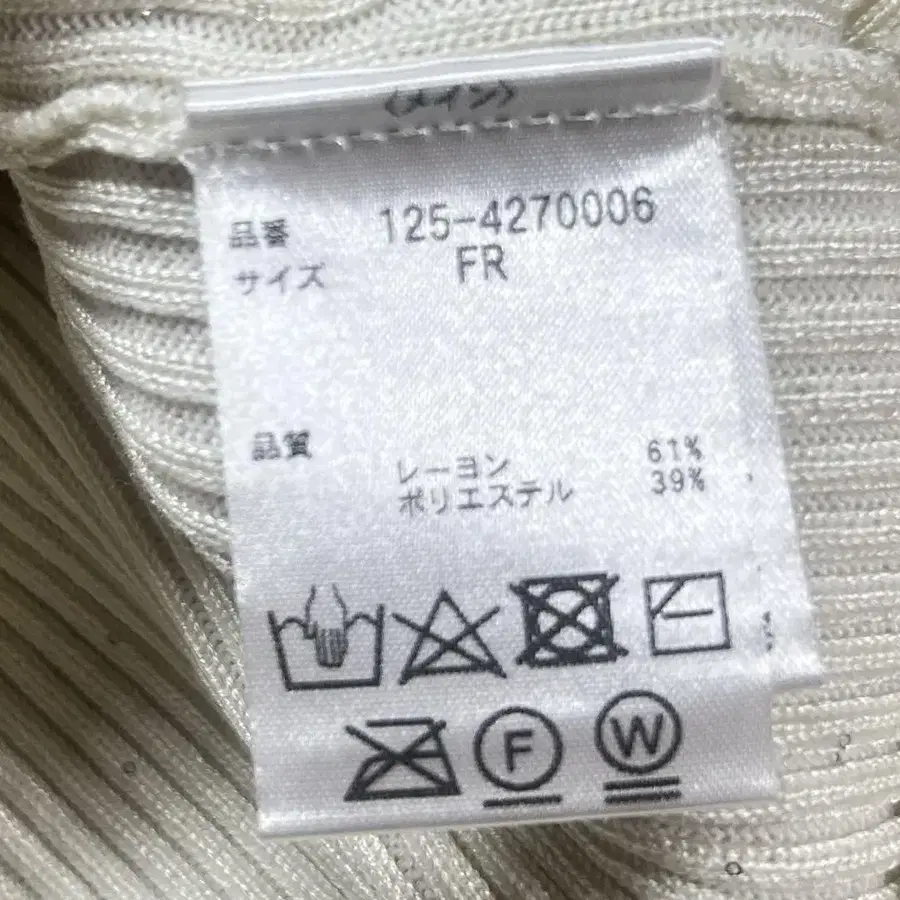 〈メイン〉
品番 125-4270006
サイズ FR
品質
レーヨン 61%
ポリエステル 39%
F W